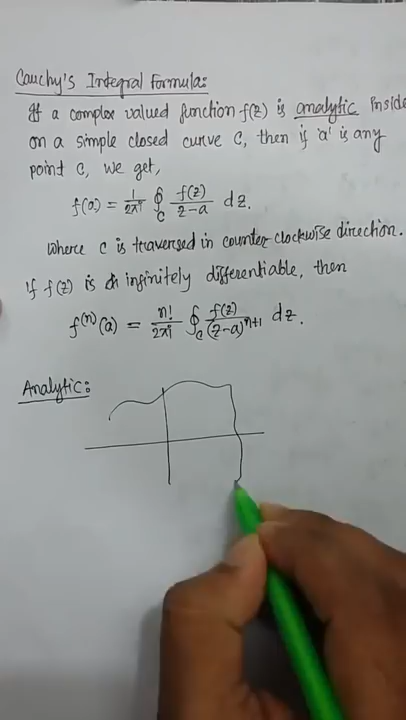 Cauchy's Integral Formula:
If a complex valued function f(z) is analytic inside
on a simple closed curve C, then if 'a' is any
point C, we get,
f(a) = 1/2πi ∮_C f(z)/z-a dz.
where C is traversed in counter-clockwise direction.
If f(z) is infinitely differentiable, then
f^(n)(a) = n!/2πi ∮_C f(z)/(z-a)^n+1 dz.
Analytic: